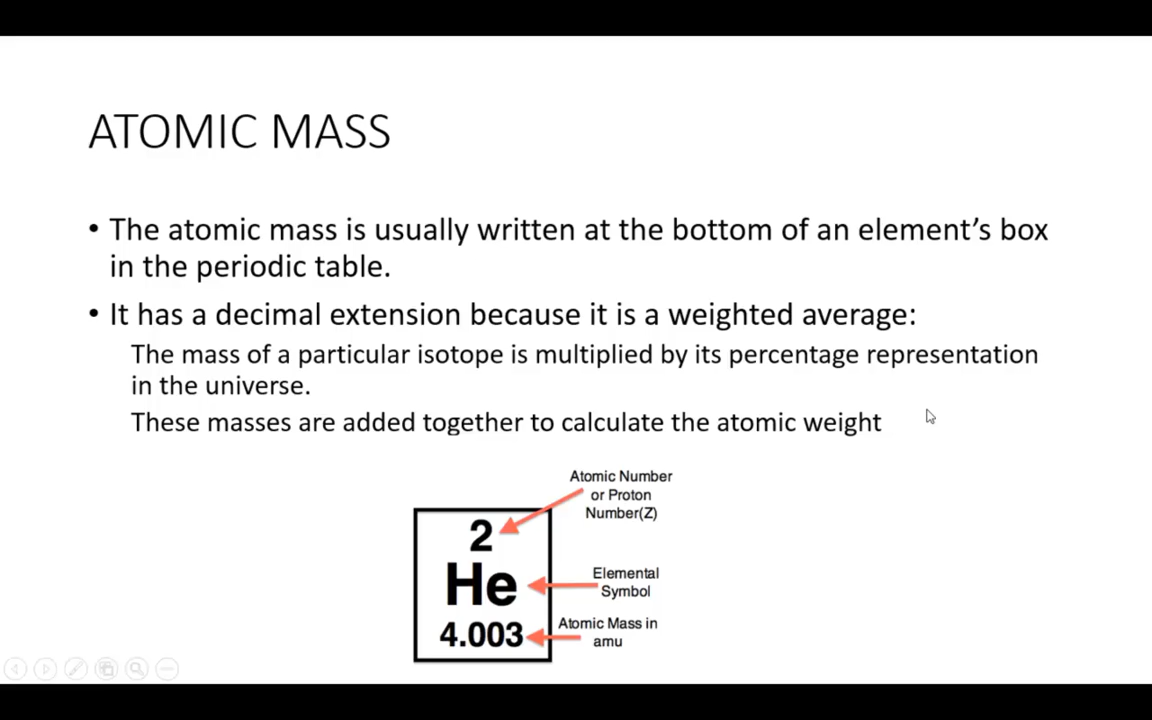 ATOMIC MASS
• The atomic mass is usually written at the bottom of an element’s box
in the periodic table.
• It has a decimal extension because it is a weighted average:
The mass of a particular isotope is multiplied by its percentage representation
in the universe.
These masses are added together to calculate the atomic weight
Atomic Number
or Proton
Number(Z)
2
He
Elemental
Symbol
4.003
Atomic Mass in
amu